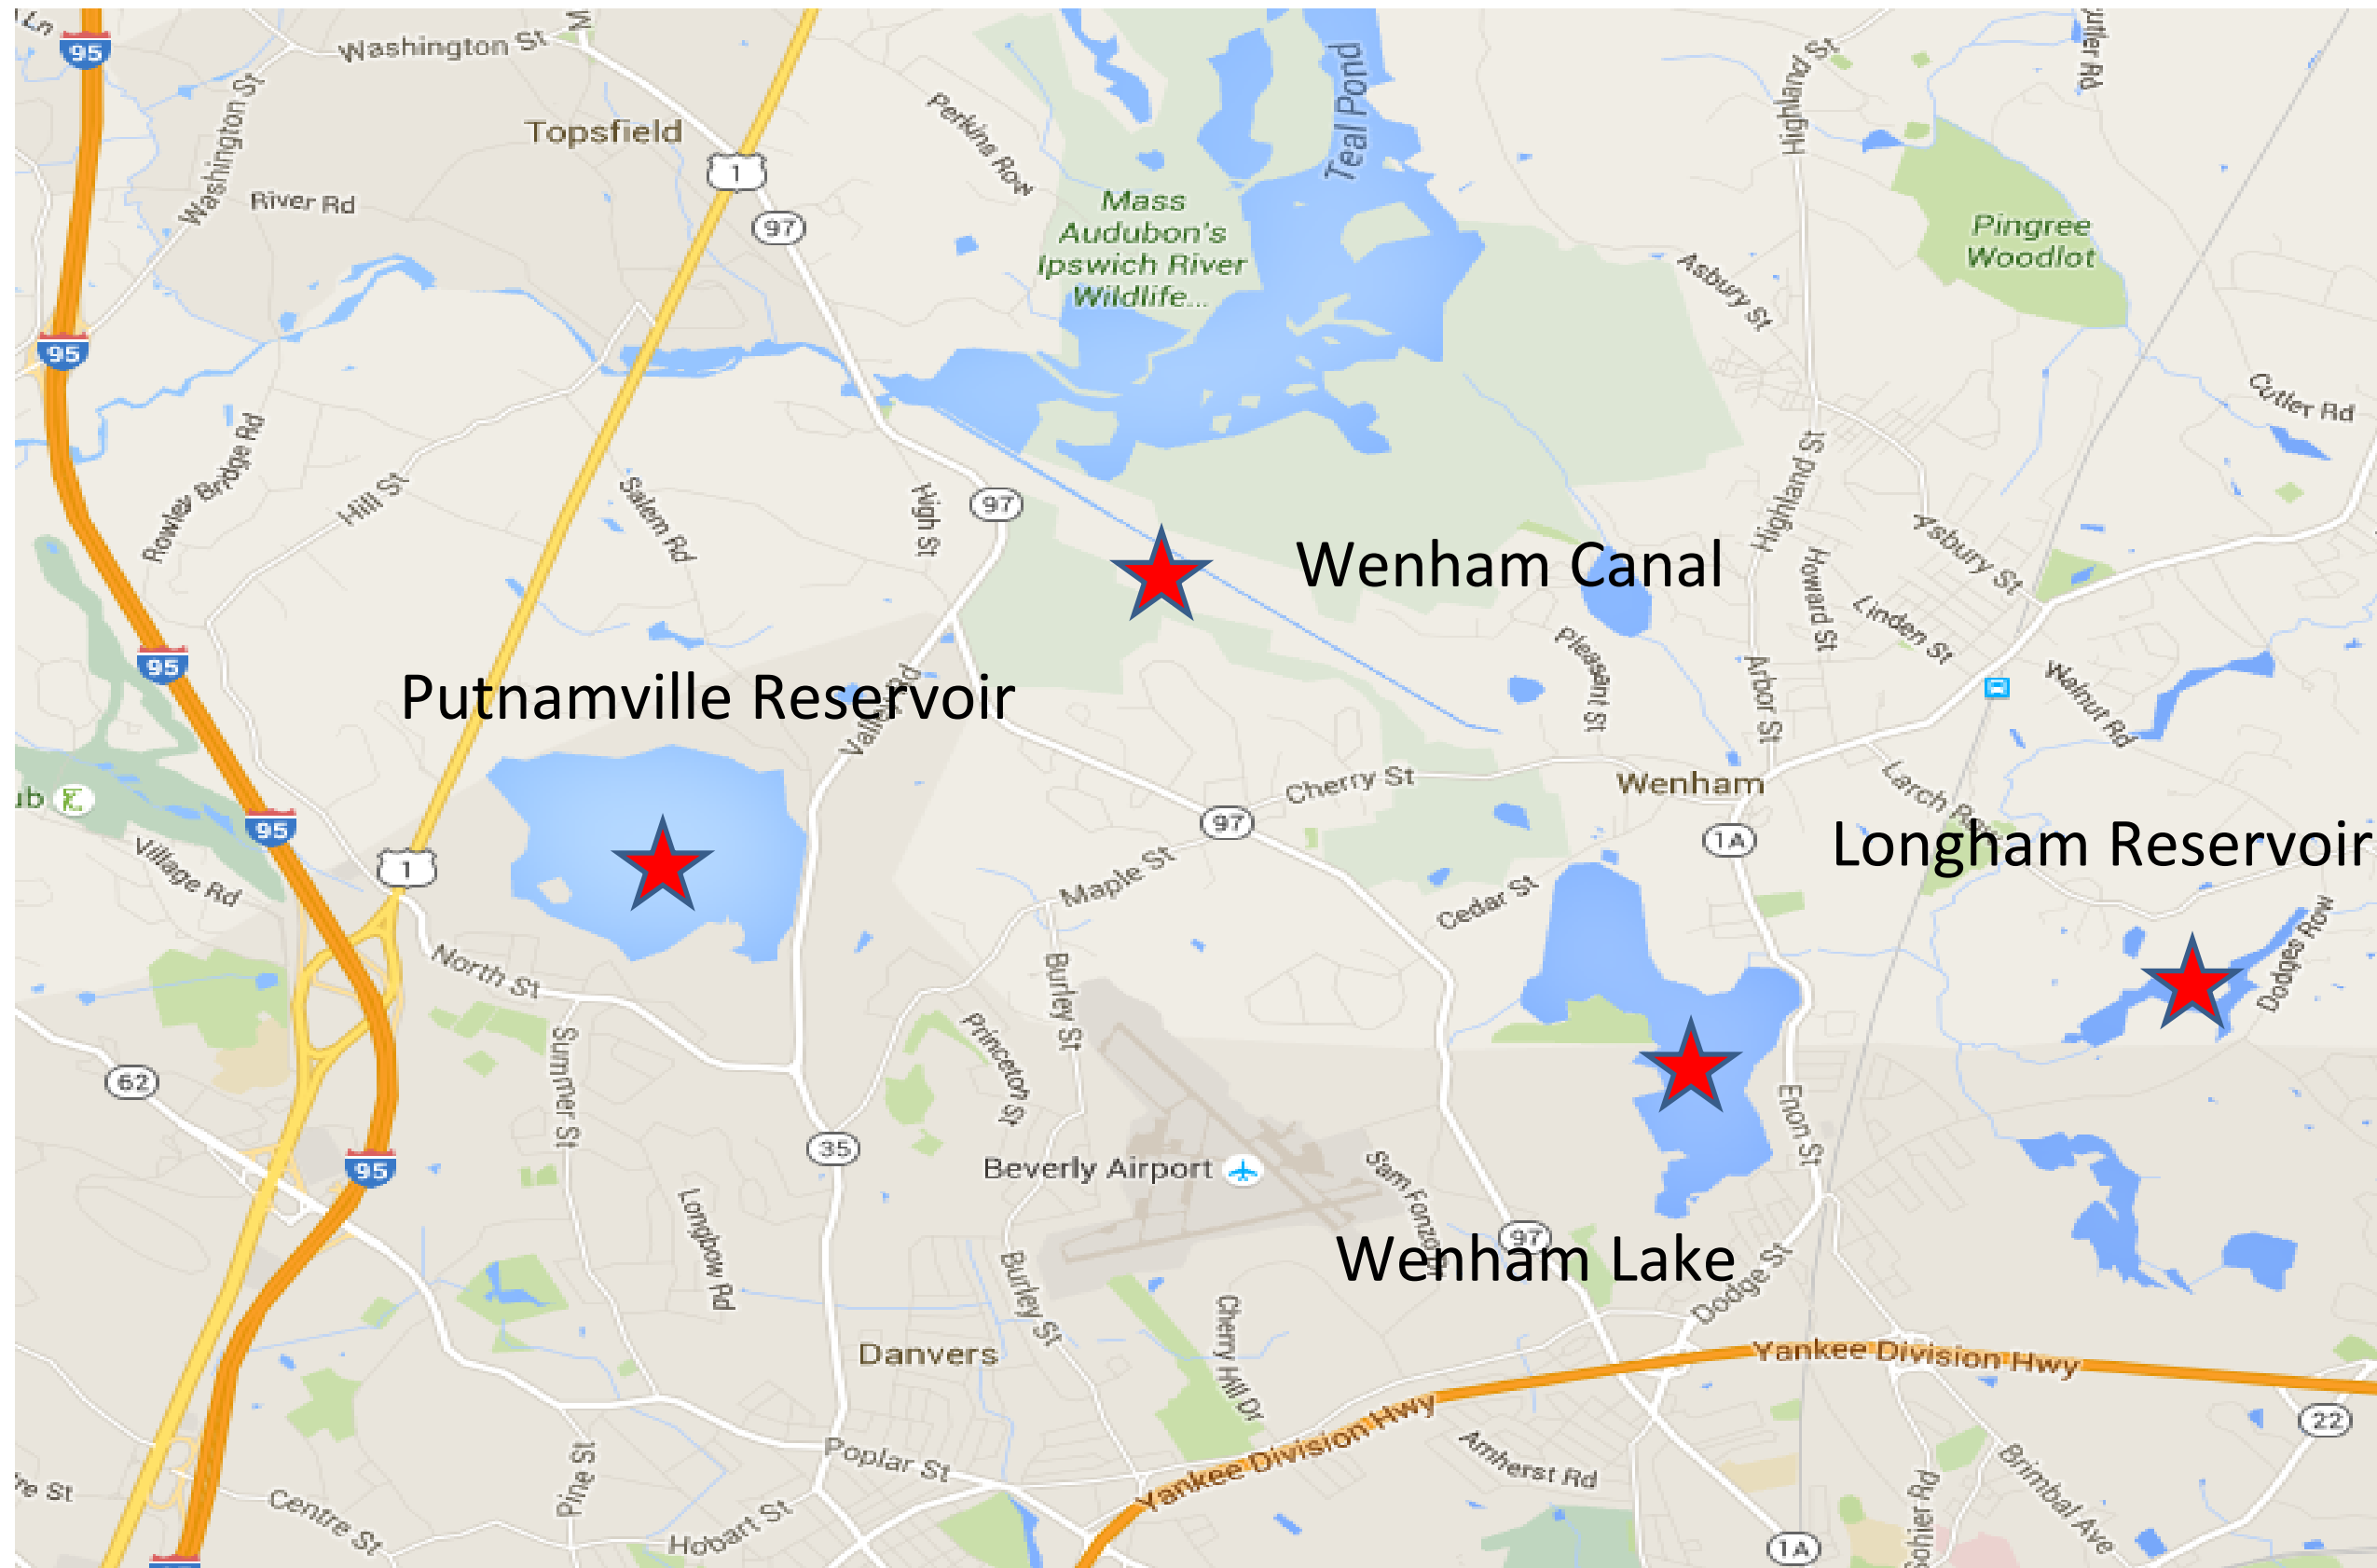 Ln
95
Washington St
Topsfield
1
97
Washington St
River Rd
Perkins Row
Teal Pond
Mass
Audubon's
Ipswich River
Wildlife...
Highland St
Pingree
Woodlot
Asbury St
95
Cutler Rd
Rowley Bridge Rd
Hill St
Salem Rd
High St
97
Highland St
Asbury St
Wenham Canal
Howard St
Linden St
95
Putnamville Reservoir
Valley Rd
Pleasant St
Arbor St
Walnut Rd
Cherry St
Wenham
Larch Row
95
Village Rd
1
97
1A
Longham Reservoir
Maple St
Cedar St
Dodges Row
North St
Burley St
Princeton St
Summer St
62
Enon St
35
95
Beverly Airport
Sam Fonzo
Longbow Rd
97
Wenham Lake
Dodge St
Burley St
Cherry Hill Dr
Danvers
Yankee Division Hwy
Yankee Division Hwy
22
Poplar St
Pine St
Amherst Rd
Brimbal Ave
Centre St
Hobart St
1A